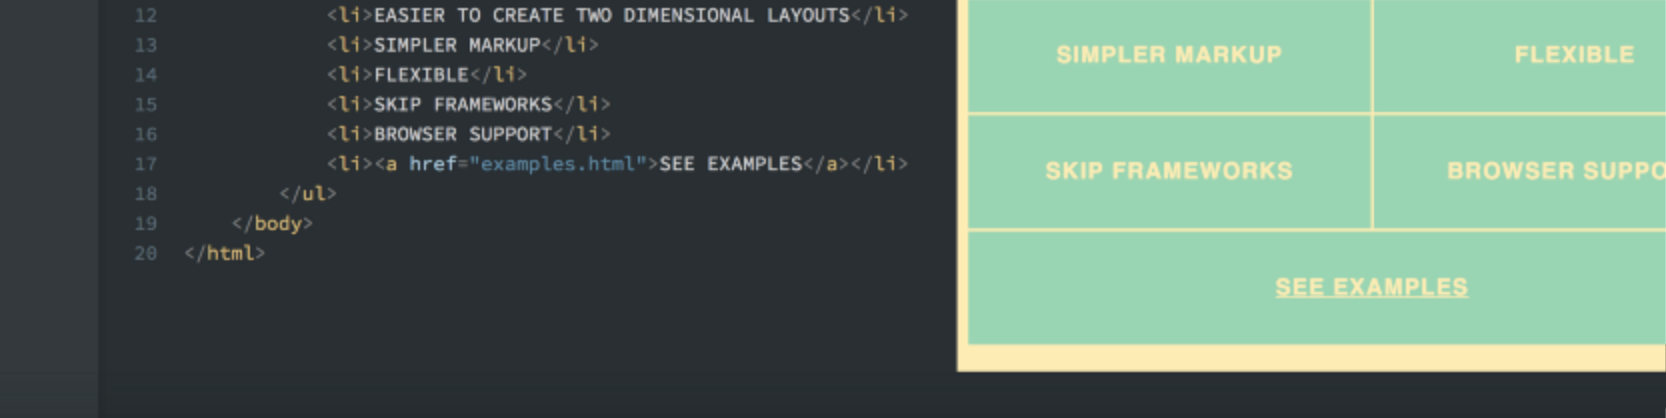 12 <li>EASIER TO CREATE TWO DIMENSIONAL LAYOUTS</li>
13 <li>SIMPLER MARKUP</li>
14 <li>FLEXIBLE</li>
15 <li>SKIP FRAMEWORKS</li>
16 <li>BROWSER SUPPORT</li>
17 <li><a href="examples.html">SEE EXAMPLES</a></li>
18 </ul>
19 </body>
20 </html>
SIMPLER MARKUP FLEXIBLE
SKIP FRAMEWORKS BROWSER SUPPO
SEE EXAMPLES